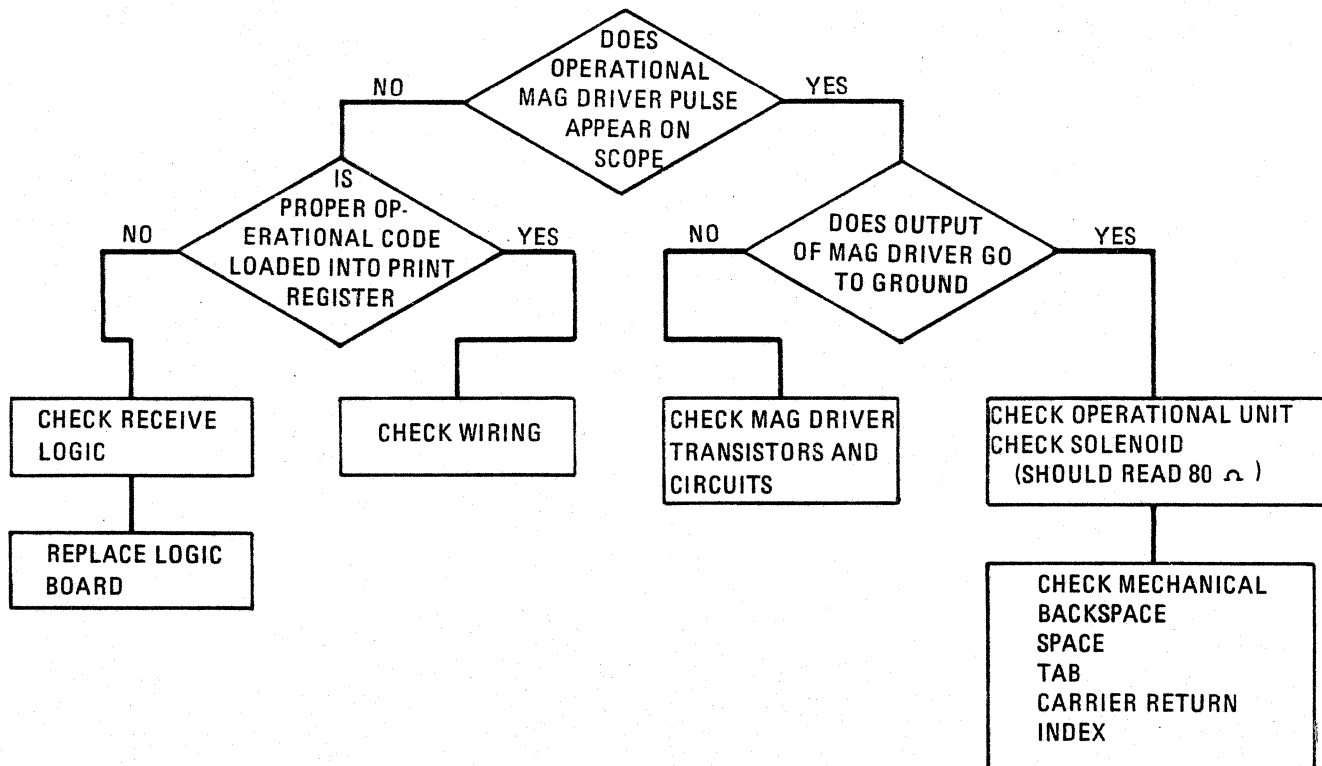 DOES
OPERATIONAL
MAG DRIVER PULSE
APPEAR ON
SCOPE
NO
YES
IS
PROPER OP-
ERATIONAL CODE
LOADED INTO PRINT
REGISTER
NO
YES
DOES OUTPUT
OF MAG DRIVER GO
TO GROUND
NO
YES
CHECK RECEIVE
LOGIC
CHECK WIRING
CHECK MAG DRIVER
TRANSISTORS AND
CIRCUITS
CHECK OPERATIONAL UNIT
CHECK SOLENOID
(SHOULD READ 80 Ω )
REPLACE LOGIC
BOARD
CHECK MECHANICAL
BACKSPACE
SPACE
TAB
CARRIER RETURN
INDEX